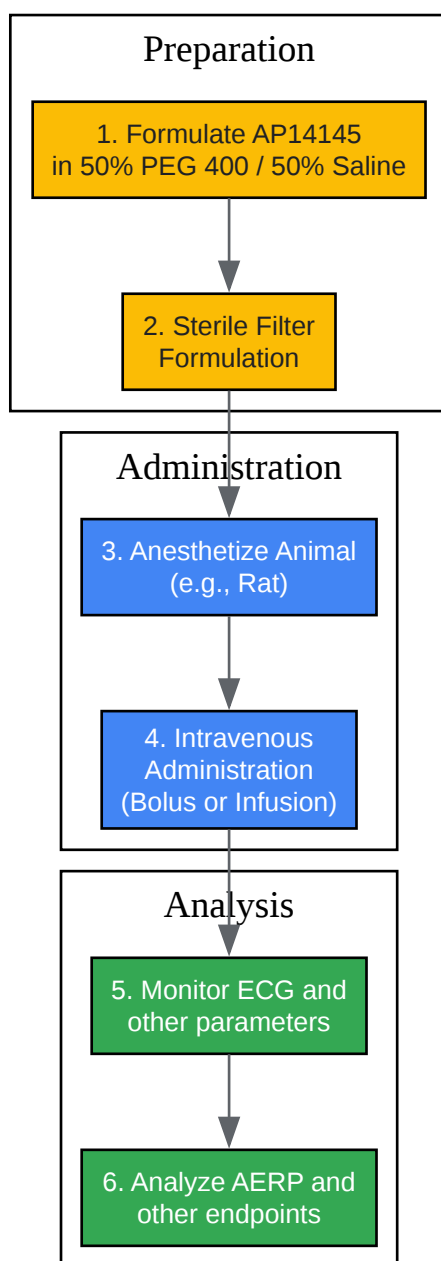 Preparation
1. Formulate AP14145
in 50% PEG 400 / 50% Saline
2. Sterile Filter
Formulation
Administration
3. Anesthetize Animal
(e.g., Rat)
4. Intravenous
Administration
(Bolus or Infusion)
Analysis
5. Monitor ECG and
other parameters
6. Analyze AERP and
other endpoints